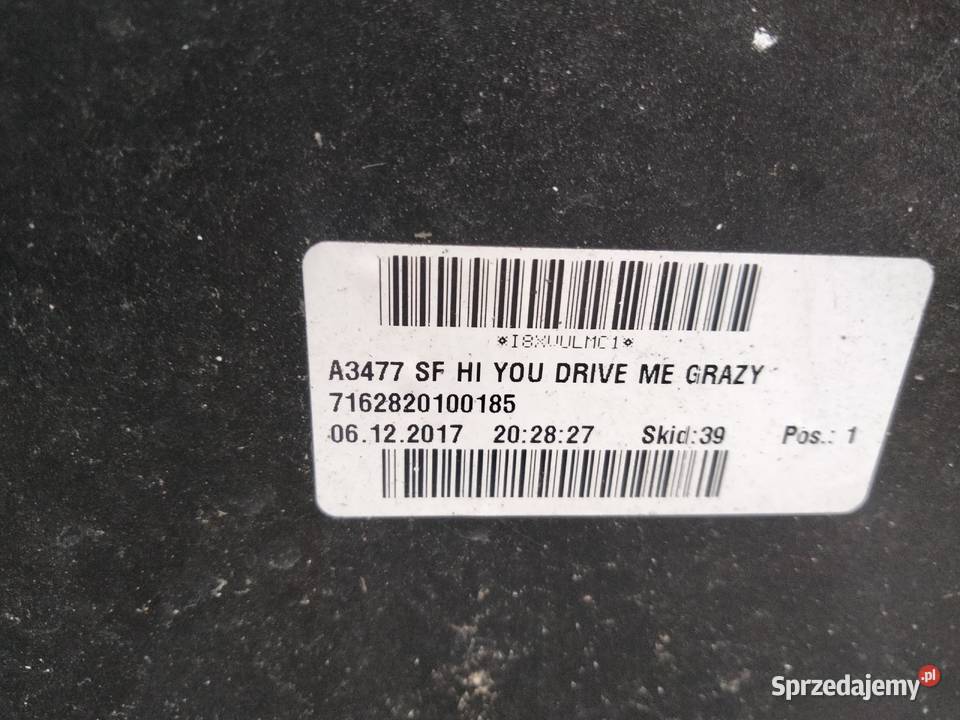 *I8XVULMC1*
A3477 SF HI YOU DRIVE ME GRAZY
7162820100185
06.12.2017 20:28:27 Skid:39 Pos.: 1
Sprzedajemy.pl